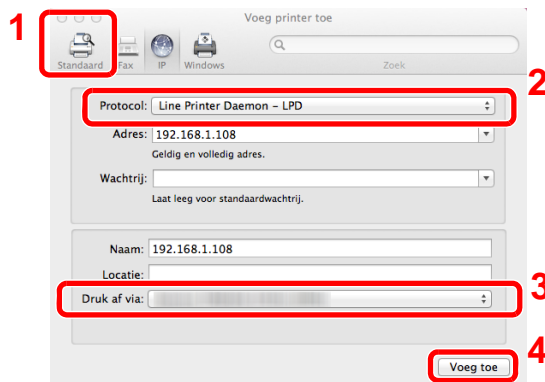 1
Voeg printer toe
Standaard Fax IP Windows Zoek
2
Protocol: Line Printer Daemon – LPD
Adres: 192.168.1.108
Geldig en volledig adres.
Wachtrij:
Laat leeg voor standaardwachtrij.
Naam: 192.168.1.108
Locatie:
3
Druk af via:
4
Voeg toe